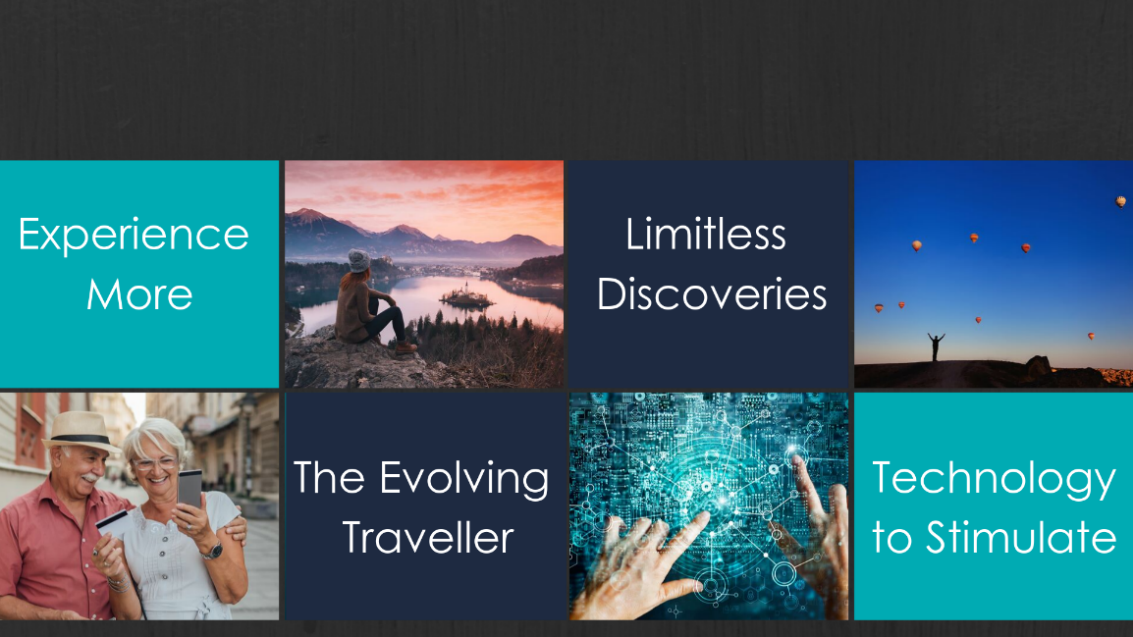 Experience
More
Limitless
Discoveries
The Evolving
Traveller
Technology
to Stimulate